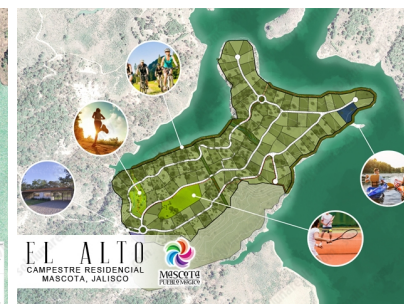 EL ALTO
CAMPESTRE RESIDENCIAL
MASCOTA, JALISCO
MASCOTA
PUEBLO MÁGICO